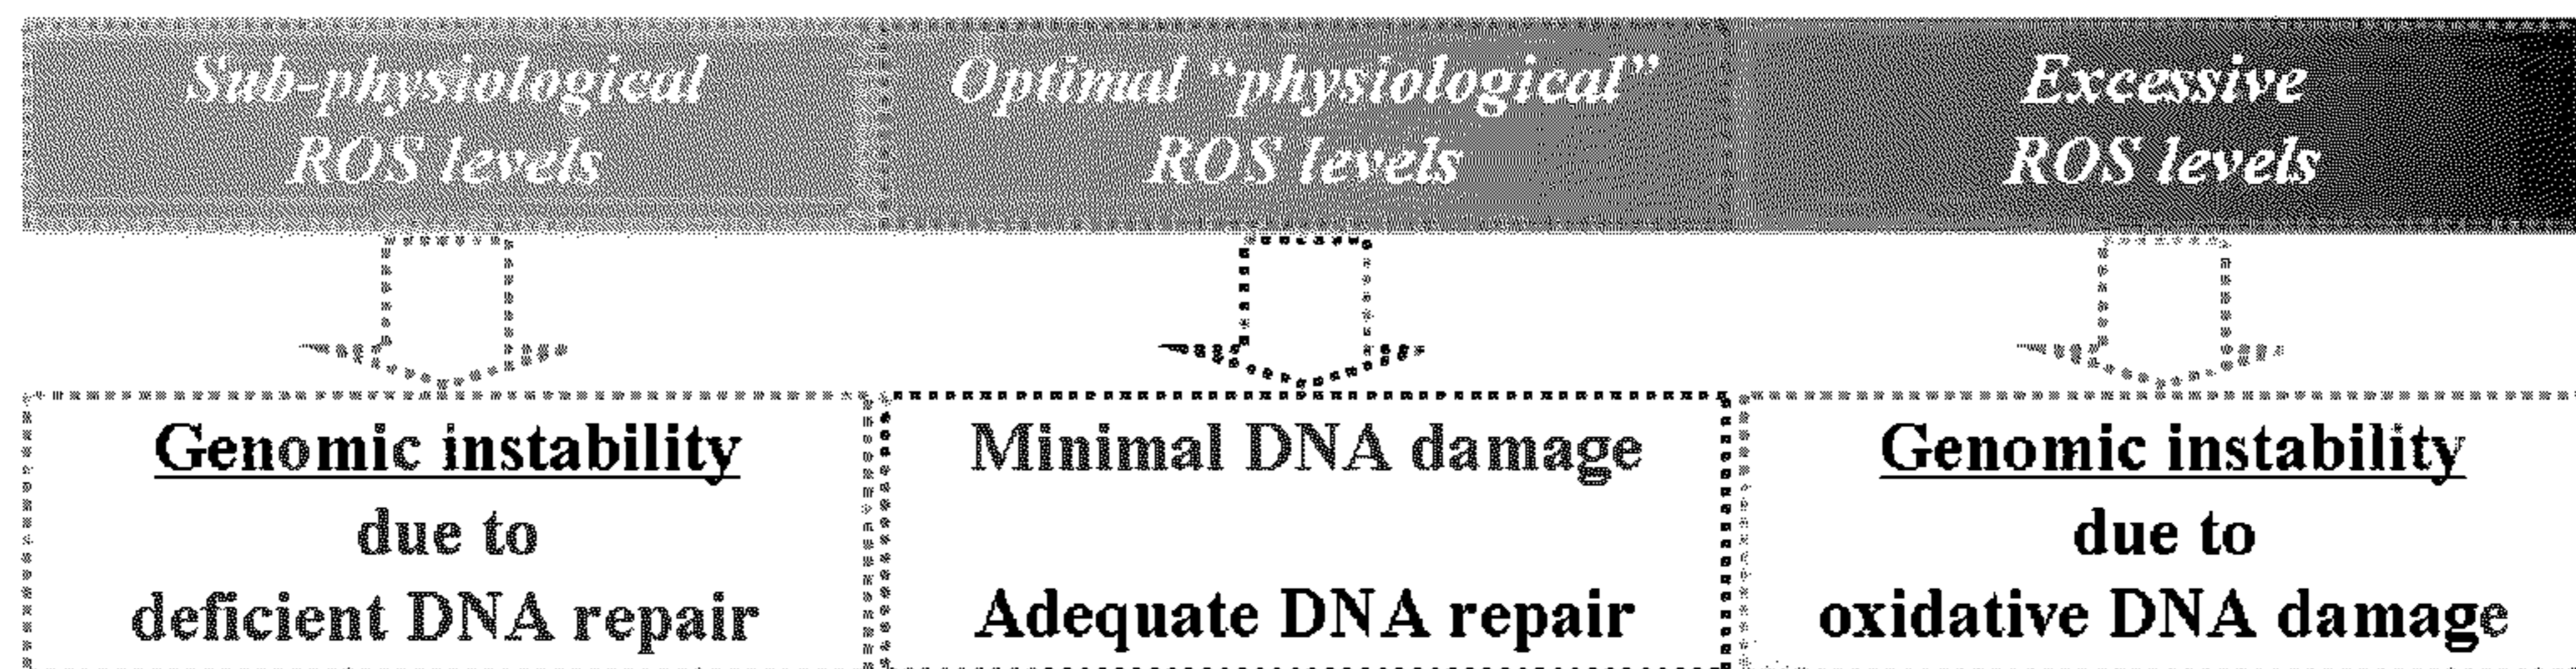 Sub-physiological
ROS levels
Optimal “physiological”
ROS levels
Excessive
ROS levels
Genomic instability
due to
deficient DNA repair
Minimal DNA damage
Adequate DNA repair
Genomic instability
due to
oxidative DNA damage